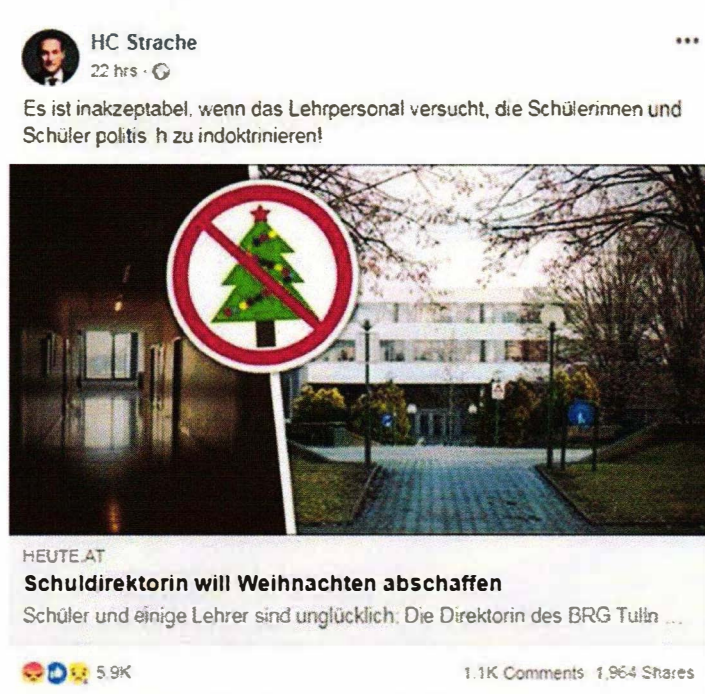 HC Strache
22 hrs ·
Es ist inakzeptabel, wenn das Lehrpersonal versucht, die Schülerinnen und
Schüler politis h zu indoktrinieren!
HEUTE.AT
Schuldirektorin will Weihnachten abschaffen
Schüler und einige Lehrer sind unglücklich: Die Direktorin des BRG Tulln ...
5.9K
1.1K Comments 1,964 Shares